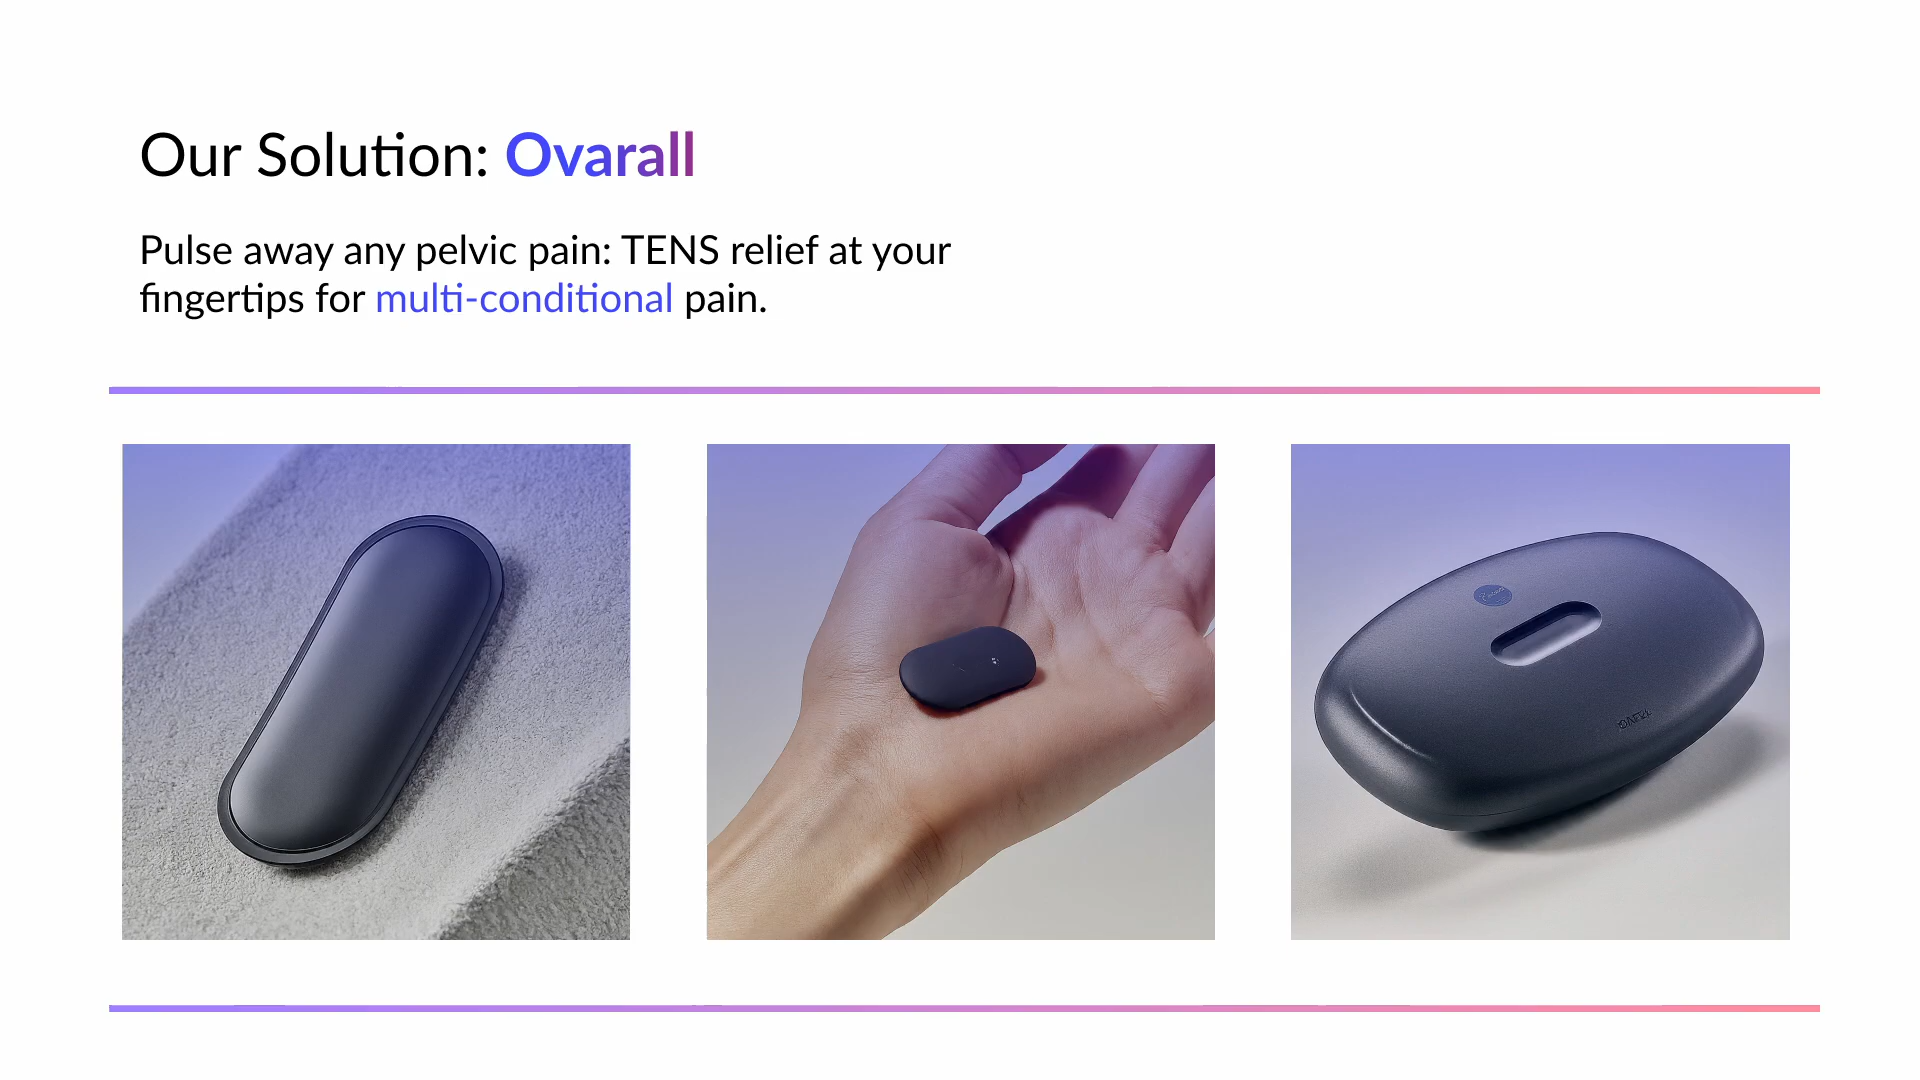 Our Solution: Ovarall
Pulse away any pelvic pain: TENS relief at your
fingertips for multi-conditional pain.